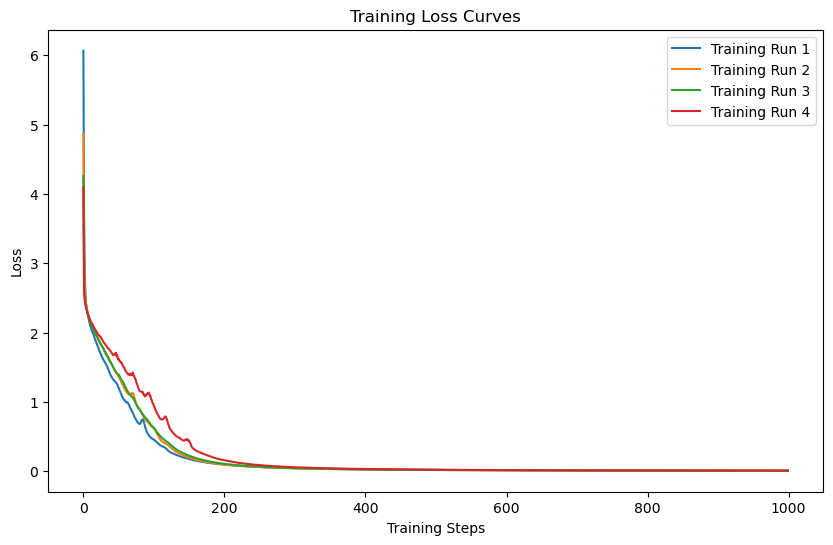 Training Loss Curves
Training Run 1
Training Run 2
Training Run 3
Training Run 4
Loss
6
5
4
3
2
1
0
0 200 400 600 800 1000
Training Steps